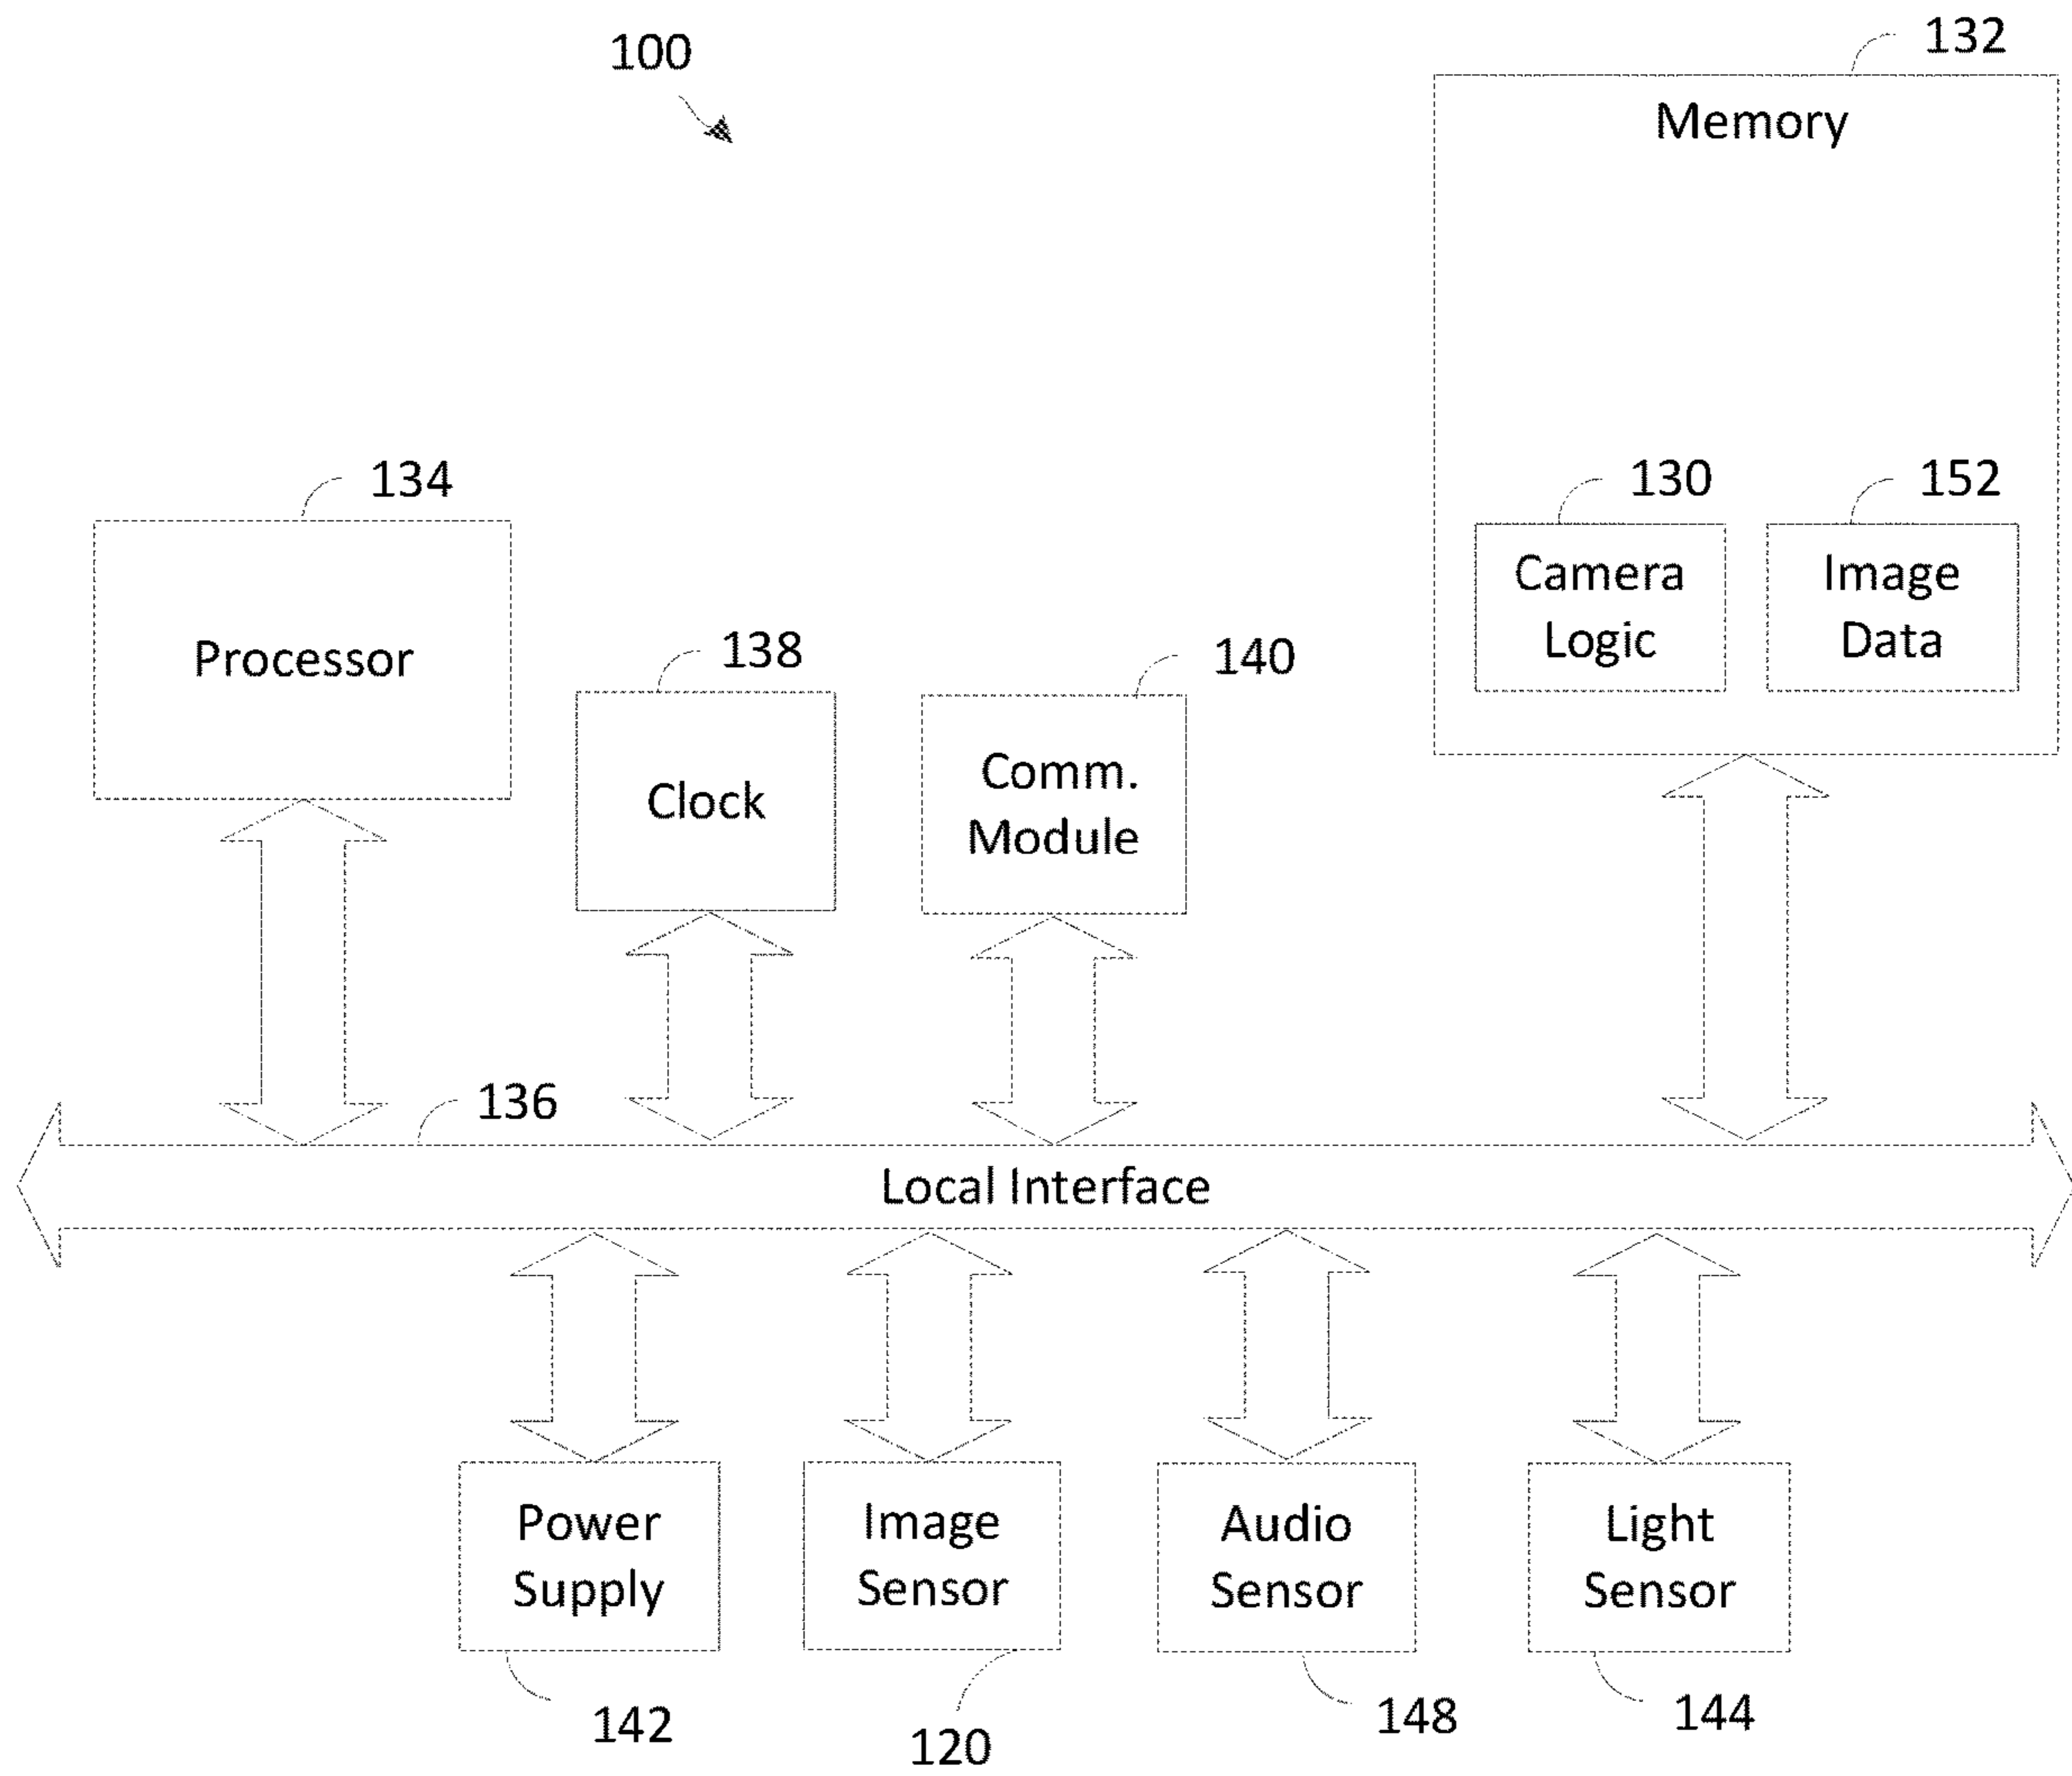 100
132
Memory
134
130
152
Camera
Logic
Image
Data
Processor
138
140
Clock
Comm.
Module
136
Local Interface
Power
Supply
Image
Sensor
Audio
Sensor
Light
Sensor
142
120
148
144